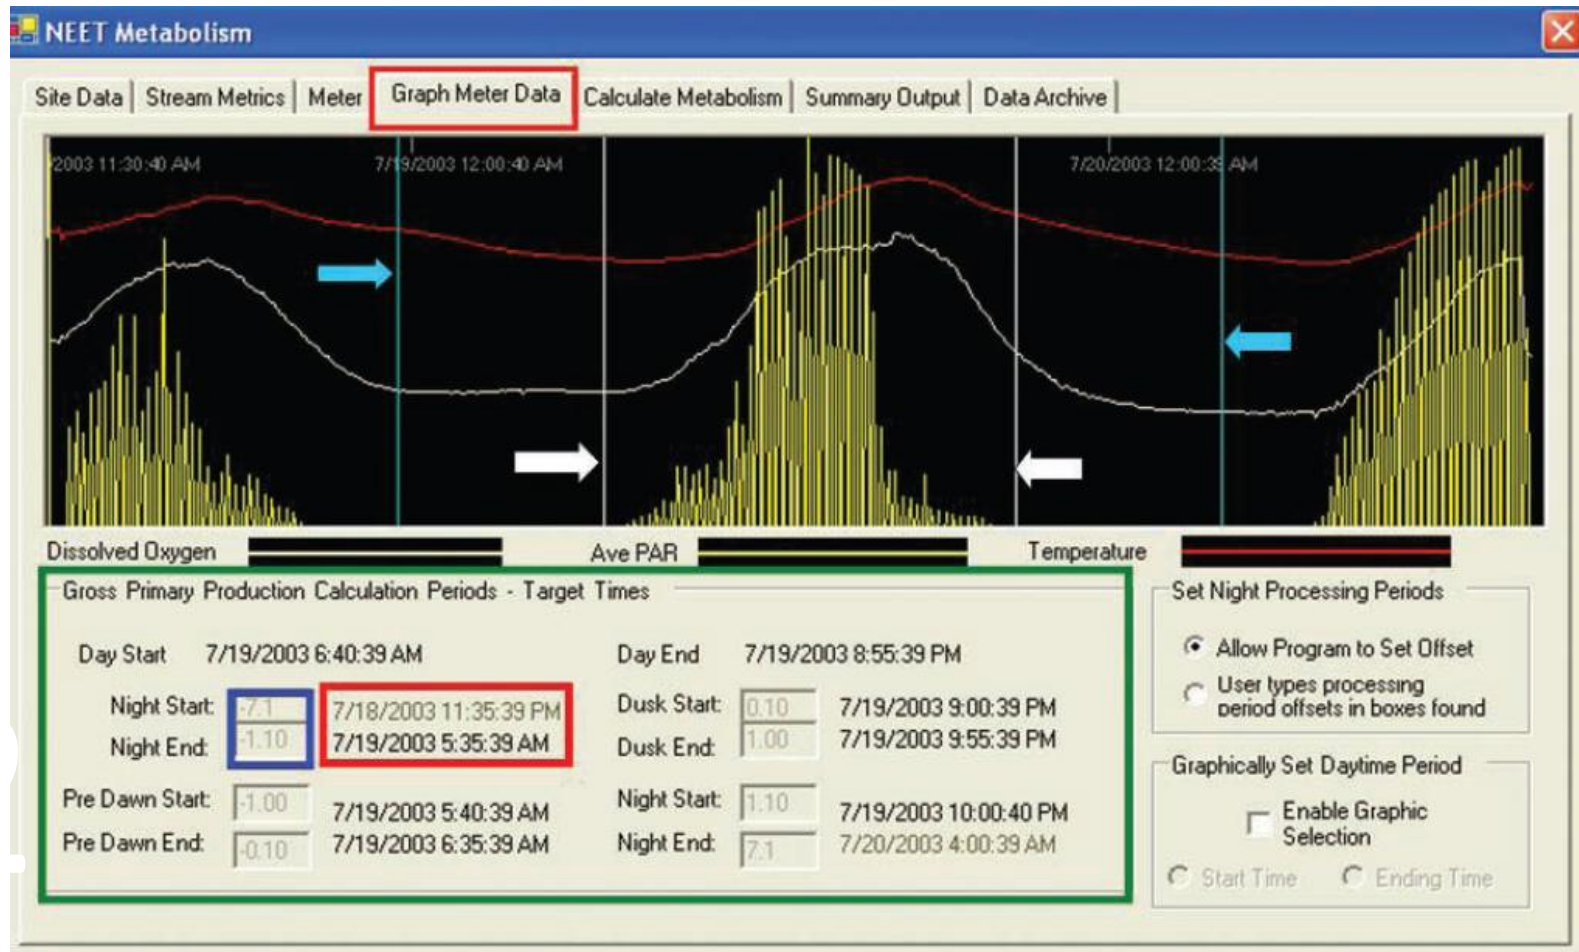 NEET Metabolism
Site Data Stream Metrics Meter Graph Meter Data Calculate Metabolism Summary Output Data Archive
/2003 11:30:40 AM 7/19/2003 12:00:40 AM 7/20/2003 12:00:39 AM
Dissolved Oxygen Ave PAR Temperature
Gross Primary Production Calculation Periods - Target Times
Day Start 7/19/2003 6:40:39 AM Day End 7/19/2003 8:55:39 PM
Night Start: -7.1 7/18/2003 11:35:39 PM Dusk Start: 0.10 7/19/2003 9:00:39 PM
Night End: -1.10 7/19/2003 5:35:39 AM Dusk End: 1.00 7/19/2003 9:55:39 PM
Pre Dawn Start: -1.00 7/19/2003 5:40:39 AM Night Start: 1.10 7/19/2003 10:00:40 PM
Pre Dawn End: -0.10 7/19/2003 6:35:39 AM Night End: 7.1 7/20/2003 4:00:39 AM
Set Night Processing Periods
Allow Program to Set Offset
User types processing
period offsets in boxes found
Graphically Set Daytime Period
Enable Graphic
Selection
Start Time Ending Time